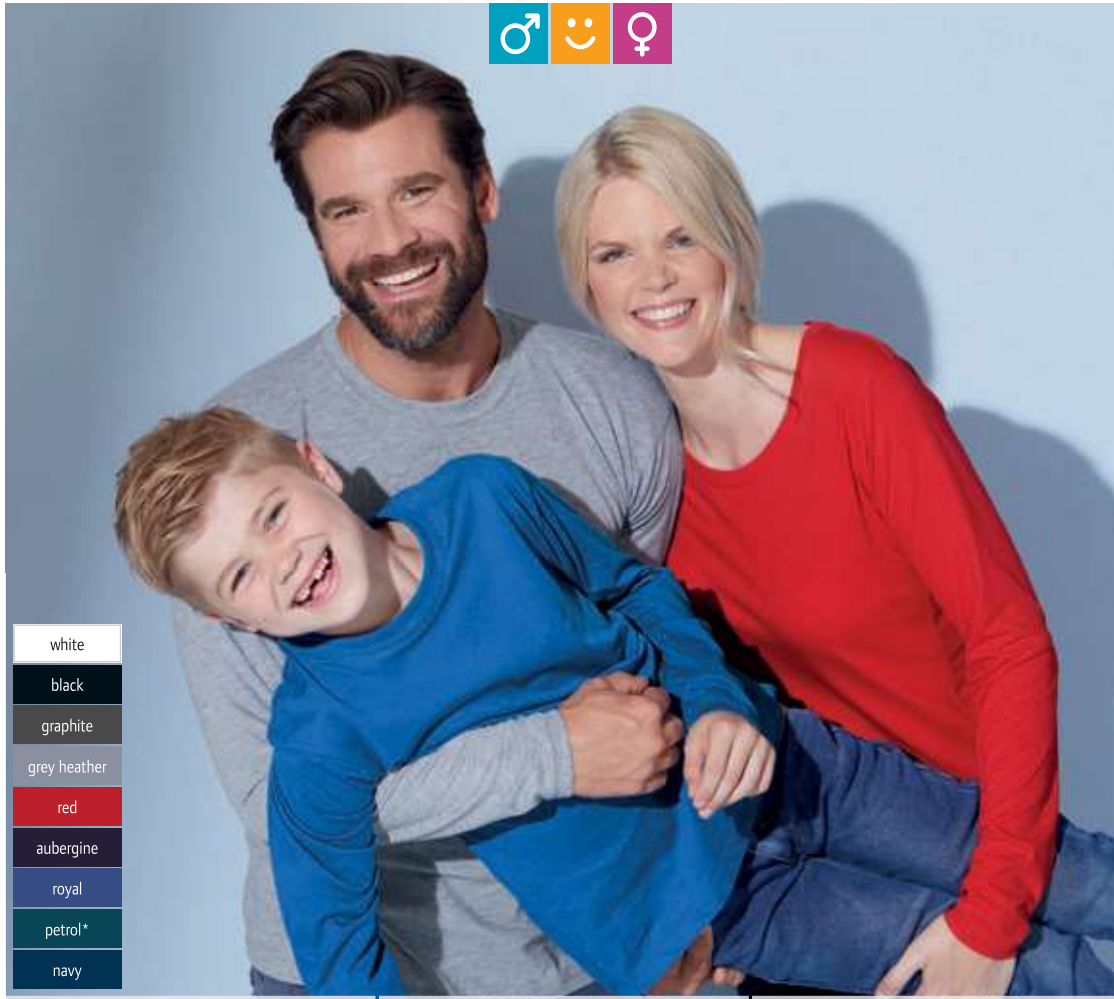 white
black
graphite
grey heather
red
aubergine
royal
petrol*
navy